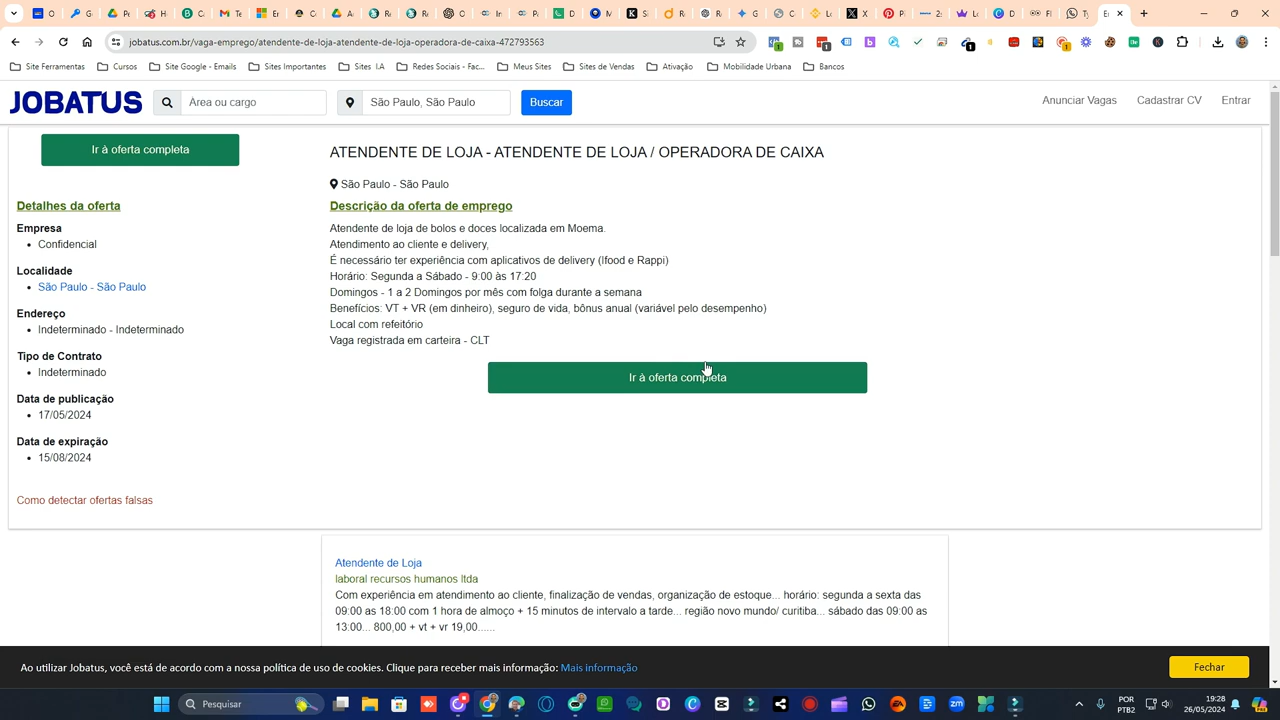 jobatus.com.br/vaga-emprego/atendente-de-loja-atendente-de-loja-operadora-de-caixa-472793563
Site Ferramentas
Cursos
Site Google - Emails
Sites Importantes
Sites I.A
Redes Sociais - Fac...
Meus Sites
Sites de Vendas
Ativação
Mobilidade Urbana
Bancos
JOBATUS
Área ou cargo
São Paulo, São Paulo
Buscar
Anunciar Vagas
Cadastrar CV
Entrar
Ir à oferta completa
Detalhes da oferta
Empresa
Confidencial
Localidade
São Paulo - São Paulo
Endereço
Indeterminado - Indeterminado
Tipo de Contrato
Indeterminado
Data de publicação
17/05/2024
Data de expiração
15/08/2024
Como detectar ofertas falsas
ATENDENTE DE LOJA - ATENDENTE DE LOJA / OPERADORA DE CAIXA
São Paulo - São Paulo
Descrição da oferta de emprego
Atendente de loja de bolos e doces localizada em Moema.
Atendimento ao cliente e delivery,
É necessário ter experiência com aplicativos de delivery (Ifood e Rappi)
Horário: Segunda a Sábado - 9:00 às 17.20
Domingos - 1 a 2 Domingos por mês com folga durante a semana
Benefícios: VT + VR (em dinheiro), seguro de vida, bônus anual (variável pelo desempenho)
Local com refeitório
Vaga registrada em carteira - CLT
Ir à oferta completa
Atendente de Loja
laboral recursos humanos ltda
Com experiência em atendimento ao cliente, finalização de vendas, organização de estoque... horário: segunda a sexta das
09:00 as 18:00 com 1 hora de almoço + 15 minutos de intervalo a tarde... região novo mundo/ curitiba... sábado das 09:00 as
13:00... 800,00 + vt + vr 19,00......
Ao utilizar Jobatus, você está de acordo com a nossa política de uso de cookies. Clique para receber mais informação: Mais informação
Fechar
Pesquisar
POR
PTB2
19:28
26/05/2024